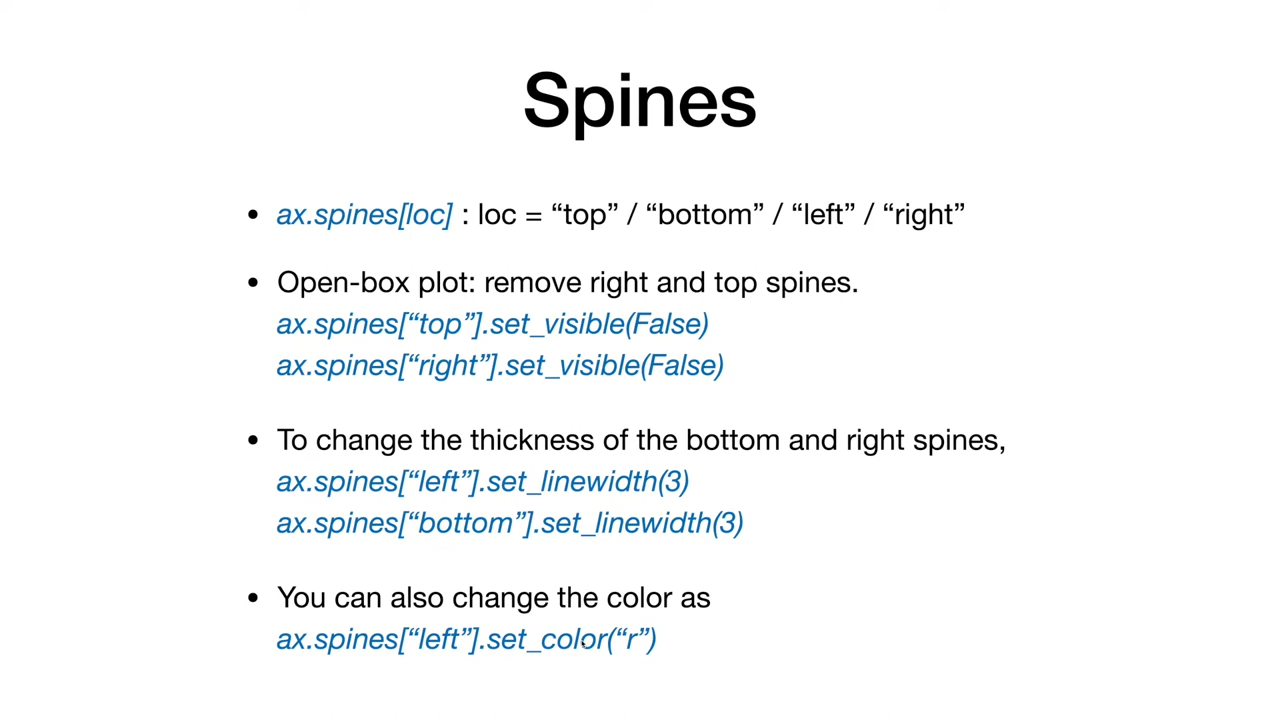 Spines
• ax.spines[loc] : loc = “top” / “bottom” / “left” / “right”
• Open-box plot: remove right and top spines.
ax.spines[“top”].set_visible(False)
ax.spines[“right”].set_visible(False)
• To change the thickness of the bottom and right spines,
ax.spines[“left”].set_linewidth(3)
ax.spines[“bottom”].set_linewidth(3)
• You can also change the color as
ax.spines[“left”].set_color(“r”)